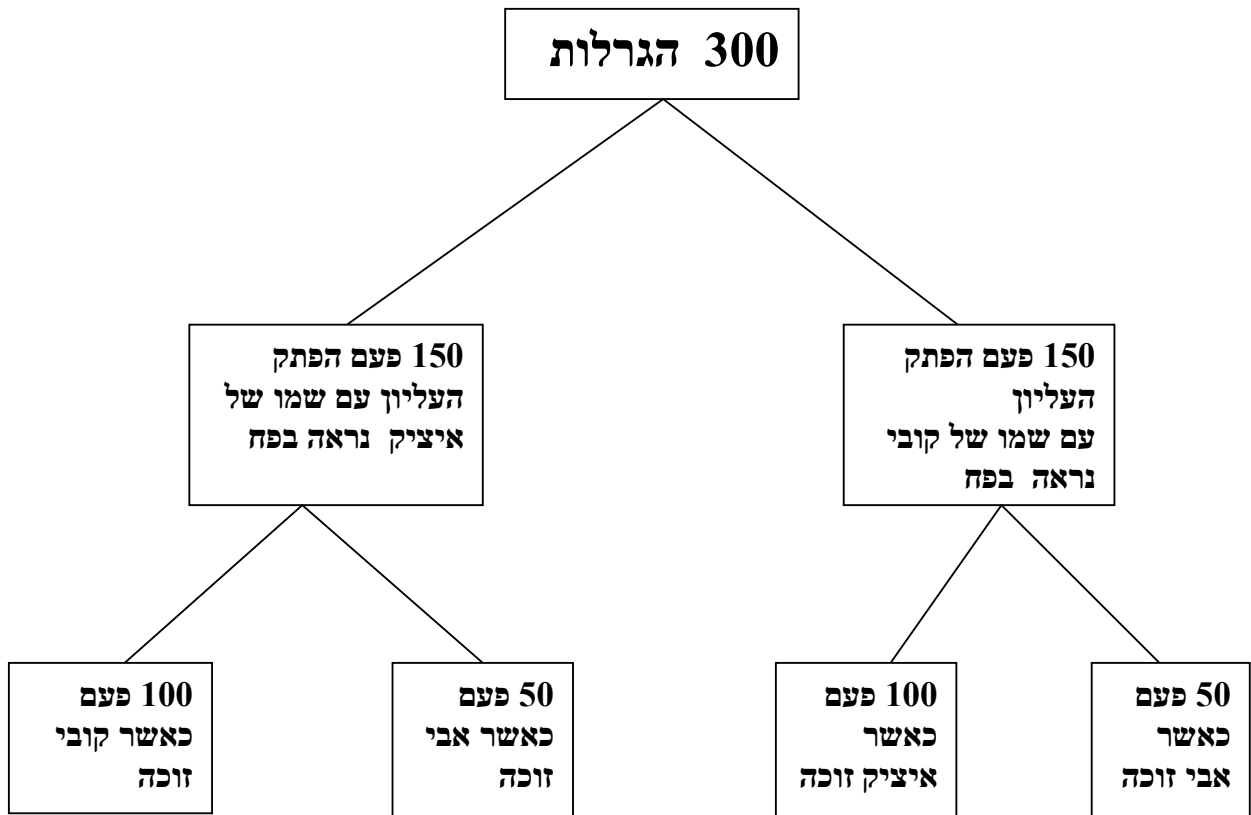 300 הגרלות
150 פעם הפתק
העליון
עם שמו של קובי
נראה בפח
150 פעם הפתק
העליון עם שמו של
איציק נראה בפח
50 פעם
כאשר
אבי זוכה
100 פעם
כאשר
איציק זוכה
50 פעם
כאשר אבי
זוכה
100 פעם
כאשר קובי
זוכה